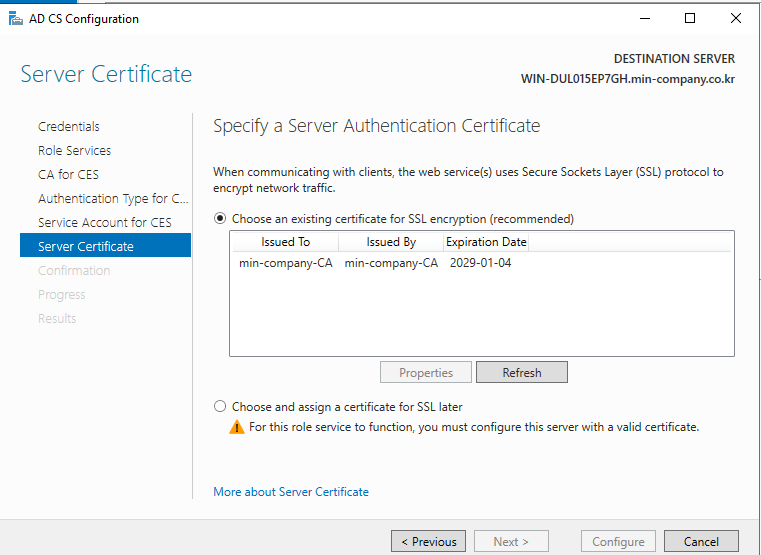 AD CS Configuration
Server Certificate
DESTINATION SERVER
WIN-DUL015EP7GH.min-company.co.kr
Credentials
Role Services
CA for CES
Authentication Type for C...
Service Account for CES
Server Certificate
Confirmation
Progress
Results
Specify a Server Authentication Certificate
When communicating with clients, the web service(s) uses Secure Sockets Layer (SSL) protocol to
encrypt network traffic.
Choose an existing certificate for SSL encryption (recommended)
Issued To Issued By Expiration Date
min-company-CA min-company-CA 2029-01-04
Properties Refresh
Choose and assign a certificate for SSL later
For this role service to function, you must configure this server with a valid certificate.
More about Server Certificate
< Previous Next > Configure Cancel